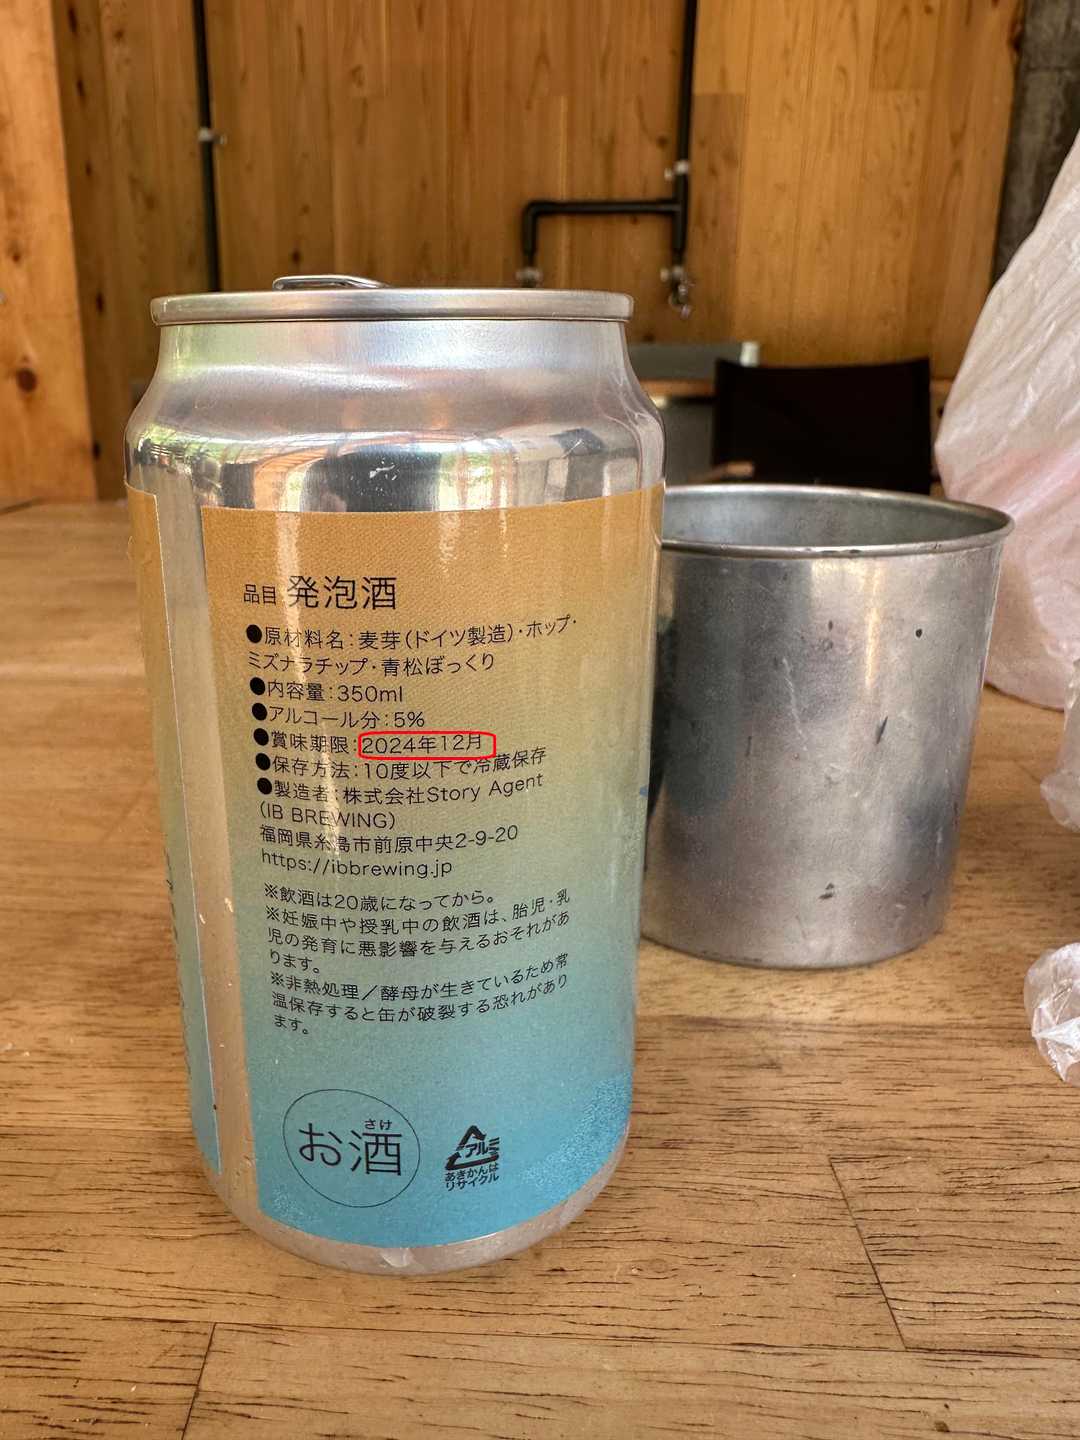 品目 発泡酒
●原材料名：麦芽（ドイツ製造）・ホップ・
ミズナラチップ・青松ぼっくり
●内容量：350ml
●アルコール分：5%
●賞味期限：2024年12月
●保存方法：10度以下で冷蔵保存
●製造者：株式会社Story Agent
（IB BREWING）
福岡県糸島市前原中央2-9-20
https://ibbrewing.jp
※飲酒は20歳になってから。
※妊娠中や授乳中の飲酒は、胎児・乳
児の発育に悪影響を与えるおそれがあ
ります。
※非熱処理／酵母が生きているため常
温保存すると缶が破裂する恐れがあり
ます。
さけ
お酒
アルミ
あきかんは
リサイクル